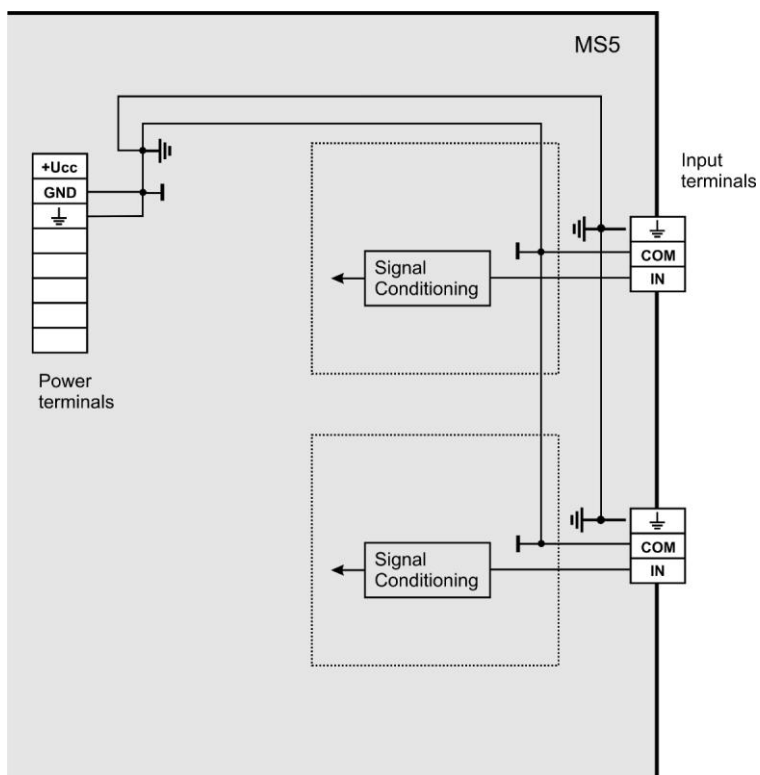 MS5
+Ucc
GND
Power
terminals
Input
terminals
COM
IN
Signal
Conditioning
COM
IN
Signal
Conditioning